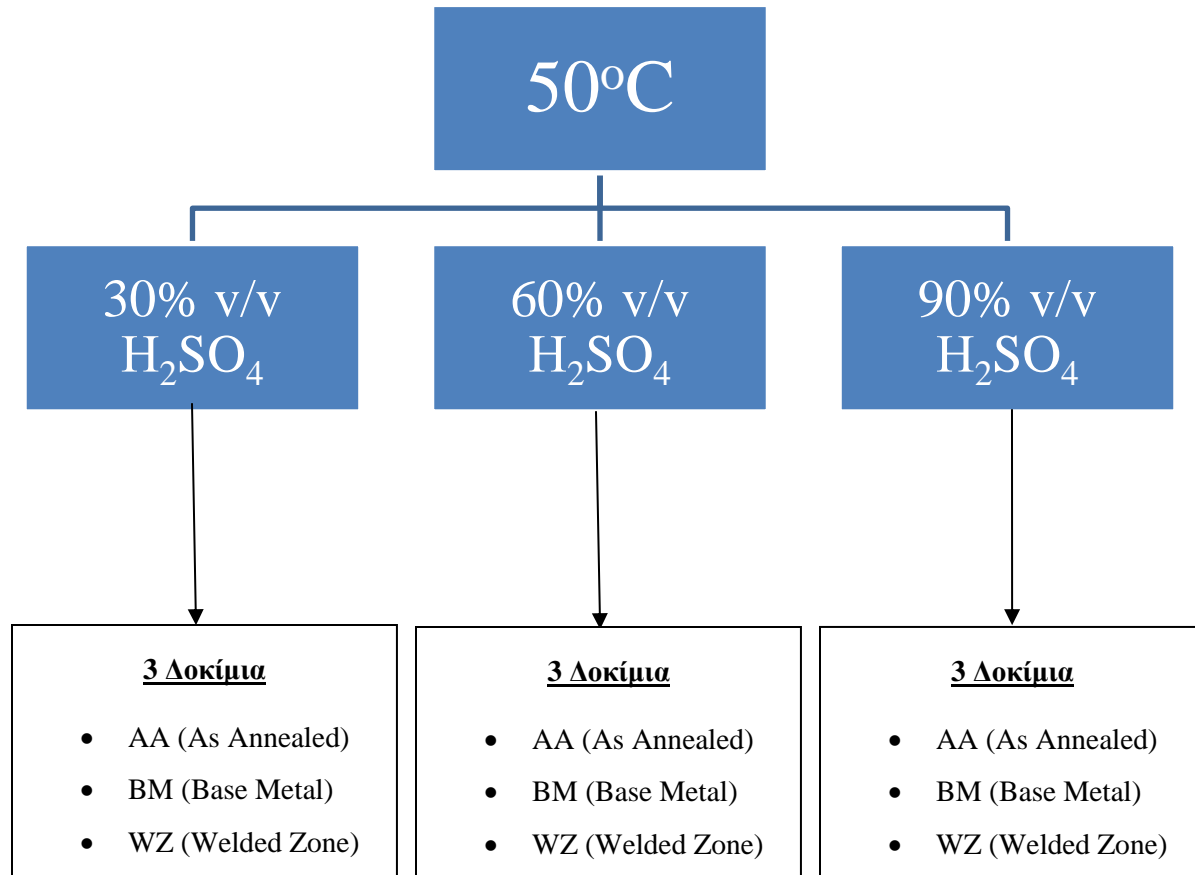 50°C
30% v/v
H₂SO₄
60% v/v
H₂SO₄
90% v/v
H₂SO₄
3 Δοκίμια
• AA (As Annealed)
• BM (Base Metal)
• WZ (Welded Zone)
3 Δοκίμια
• AA (As Annealed)
• BM (Base Metal)
• WZ (Welded Zone)
3 Δοκίμια
• AA (As Annealed)
• BM (Base Metal)
• WZ (Welded Zone)